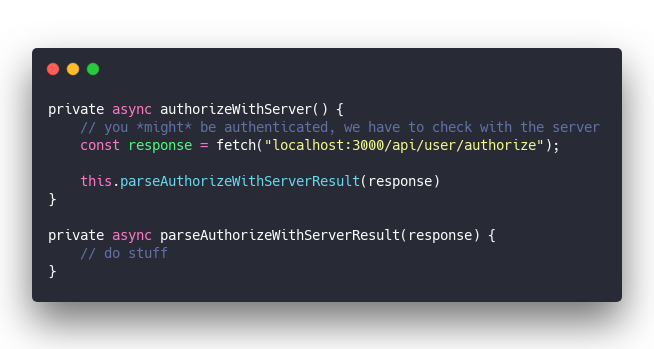 private async authorizeWithServer() {
    // you *might* be authenticated, we have to check with the server
    const response = fetch("localhost:3000/api/user/authorize");
    this.parseAuthorizeWithServerResult(response)
}
private async parseAuthorizeWithServerResult(response) {
    // do stuff
}